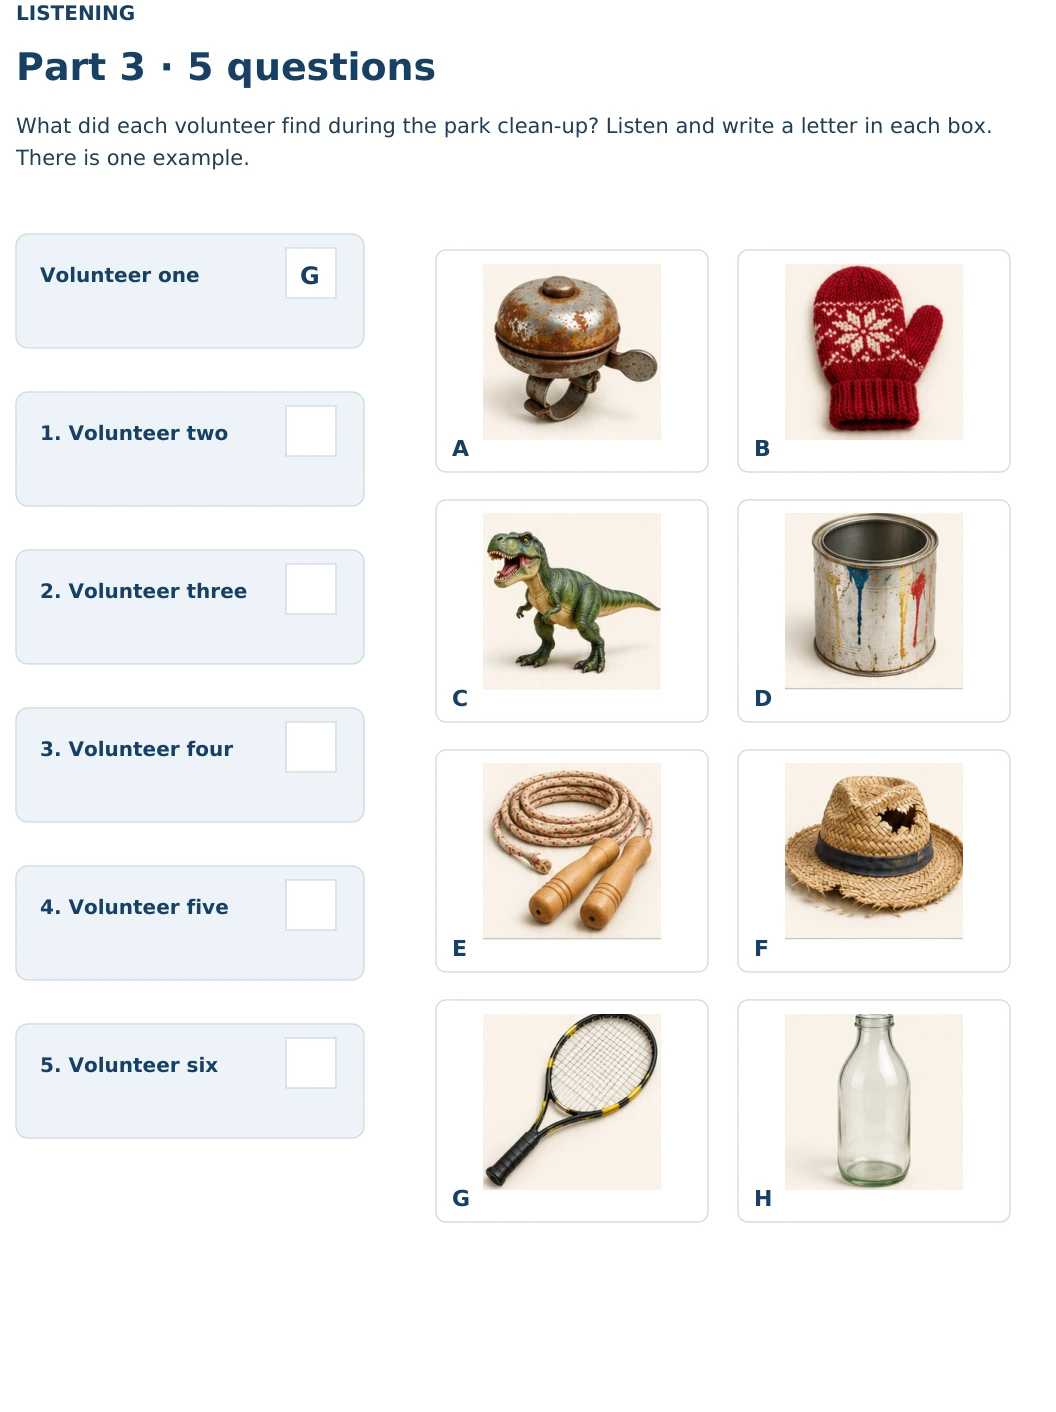 LISTENING
Part 3 · 5 questions
What did each volunteer find during the park clean-up? Listen and write a letter in each box.
There is one example.
Volunteer one
G
1. Volunteer two
2. Volunteer three
3. Volunteer four
4. Volunteer five
5. Volunteer six
A
B
C
D
E
F
G
H